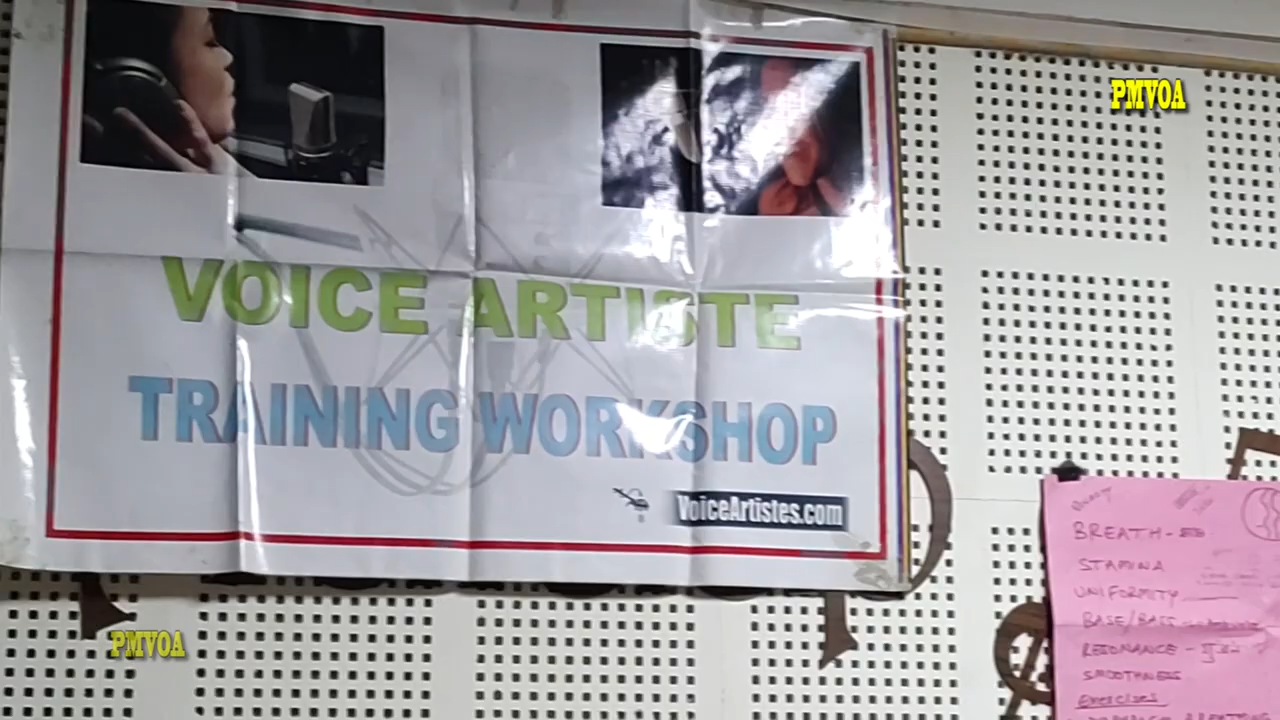 PMVOA
VOICE ARTISTE
TRAINING WORKSHOP
VoiceArtistes.com
BREATH-
STAMINA
UNIFORMITY
BASE/BASS
RESONANCE -
SMOOTHNESS
Exercises
PMVOA